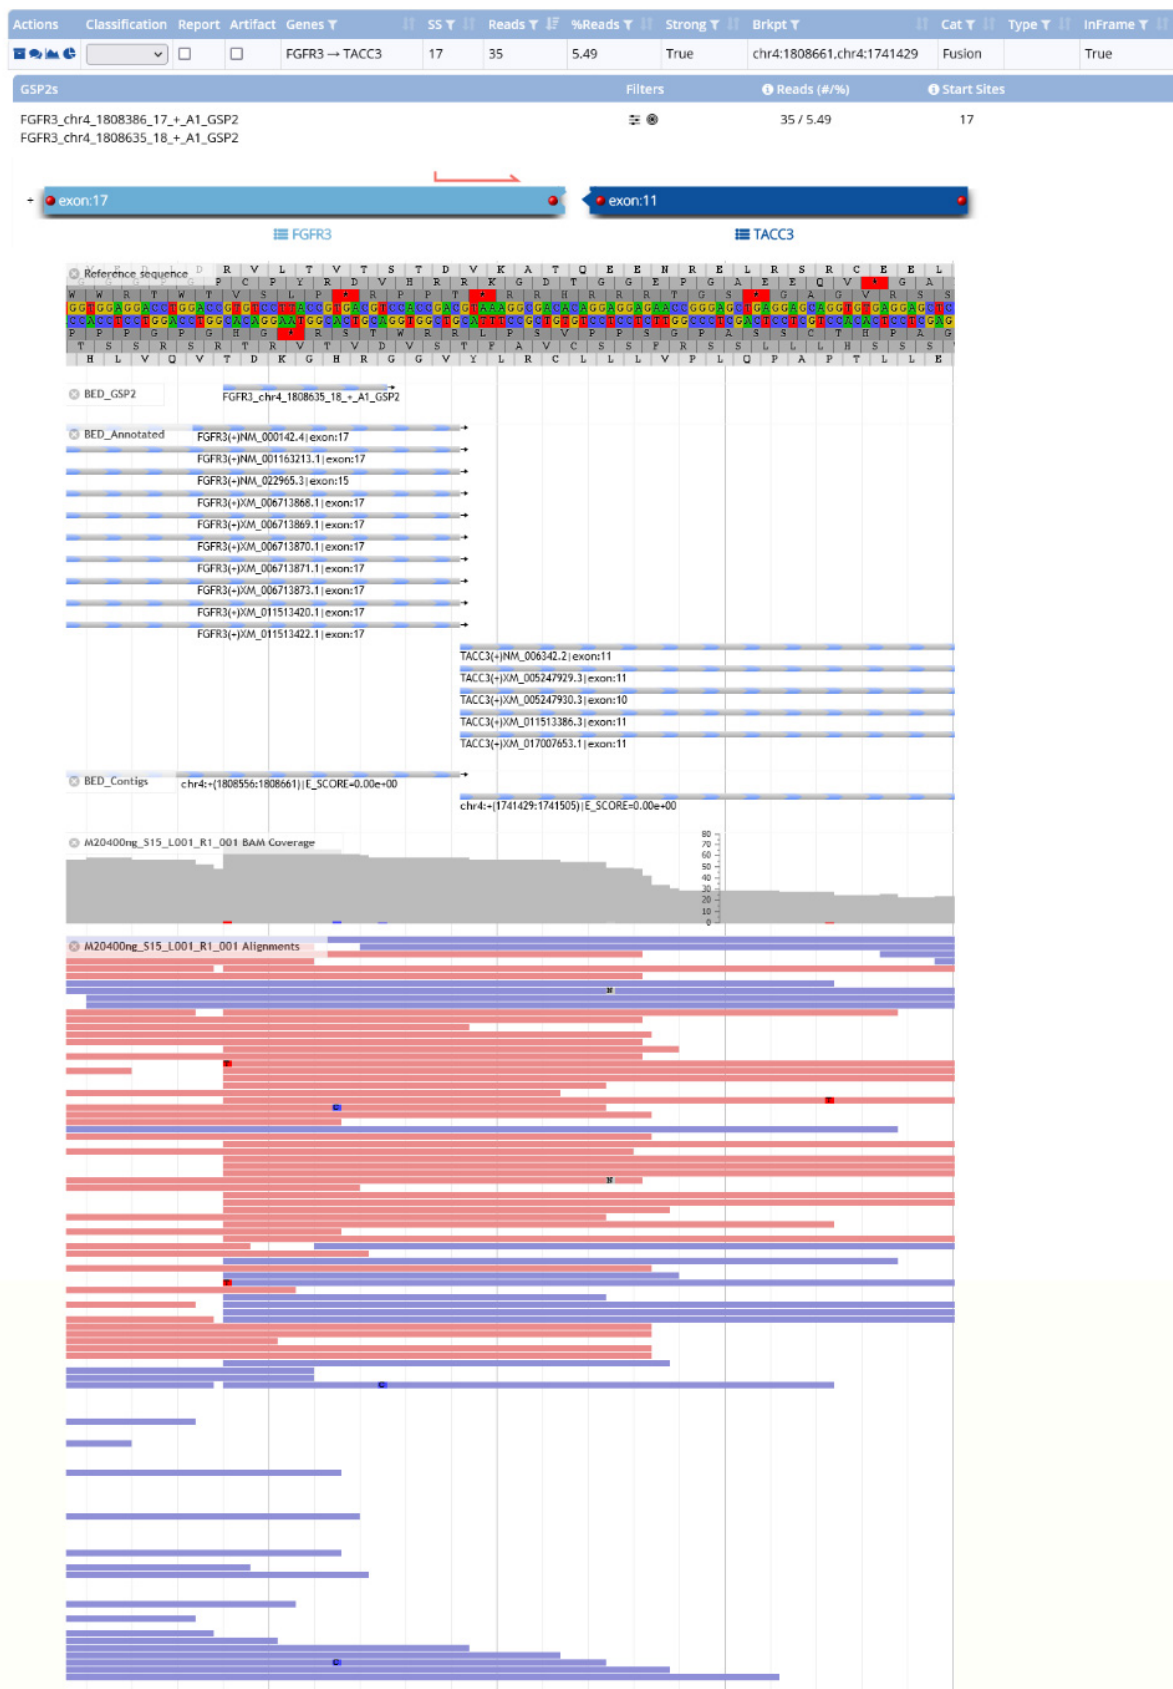 Actions Classification Report Artifact Genes SS Reads %Reads Strong Brkpt Cat Type InFrame
FGFR3 → TACC3 17 35 5.49 True chr4:1808661,chr4:1741429 Fusion True
GSP2s Filters Reads (#/%) Start Sites
FGFR3_chr4_1808386_17_+_A1_GSP2 35 / 5.49 17
FGFR3_chr4_1808635_18_+_A1_GSP2
+ exon:17 exon:11
FGFR3 TACC3
Reference sequence
R V L T V T S T D V K A T Q E E N R E L R S R C E E L
BED_GSP2
FGFR3_chr4_1808635_18_+_A1_GSP2
BED_Annotated
FGFR3(+)NM_000142.4|exon:17
FGFR3(+)NM_001163213.1|exon:17
FGFR3(+)NM_022965.3|exon:15
FGFR3(+)XM_006713868.1|exon:17
FGFR3(+)XM_006713869.1|exon:17
FGFR3(+)XM_006713870.1|exon:17
FGFR3(+)XM_006713871.1|exon:17
FGFR3(+)XM_006713873.1|exon:17
FGFR3(+)XM_011513420.1|exon:17
FGFR3(+)XM_011513422.1|exon:17
TACC3(+)NM_006342.2|exon:11
TACC3(+)XM_005247929.3|exon:11
TACC3(+)XM_005247930.3|exon:10
TACC3(+)XM_011513386.3|exon:11
TACC3(+)XM_017007653.1|exon:11
BED_Contigs
chr4:+(1808556:1808661)|E_SCORE=0.00e+00
chr4:+(1741429:1741505)|E_SCORE=0.00e+00
M20400ng_S15_L001_R1_001 BAM Coverage
80
70
60
50
40
30
20
10
0
M20400ng_S15_L001_R1_001 Alignments
N
T
T
C
N
T
C
C